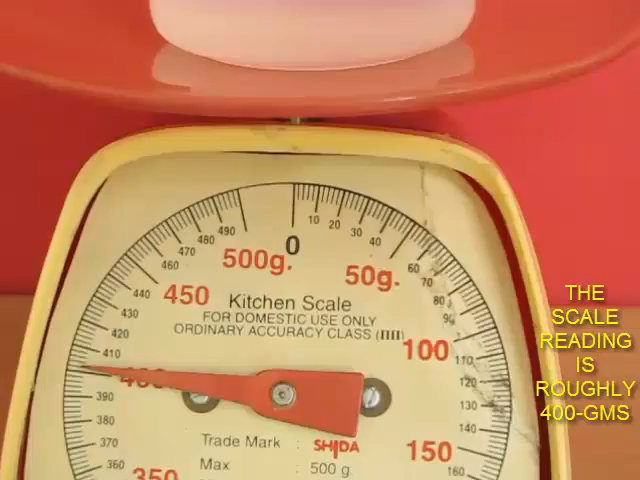 0
10
20
30
40
50g.
60
70
80
90
100
110
120
130
140
150
160
350
360
370
380
390
400
410
420
430
440
450
460
470
480
490
500g.
Kitchen Scale
FOR DOMESTIC USE ONLY
ORDINARY ACCURACY CLASS (IIII)
Trade Mark : SHIDA
Max : 500 g.
THE
SCALE
READING
IS
ROUGHLY
400-GMS